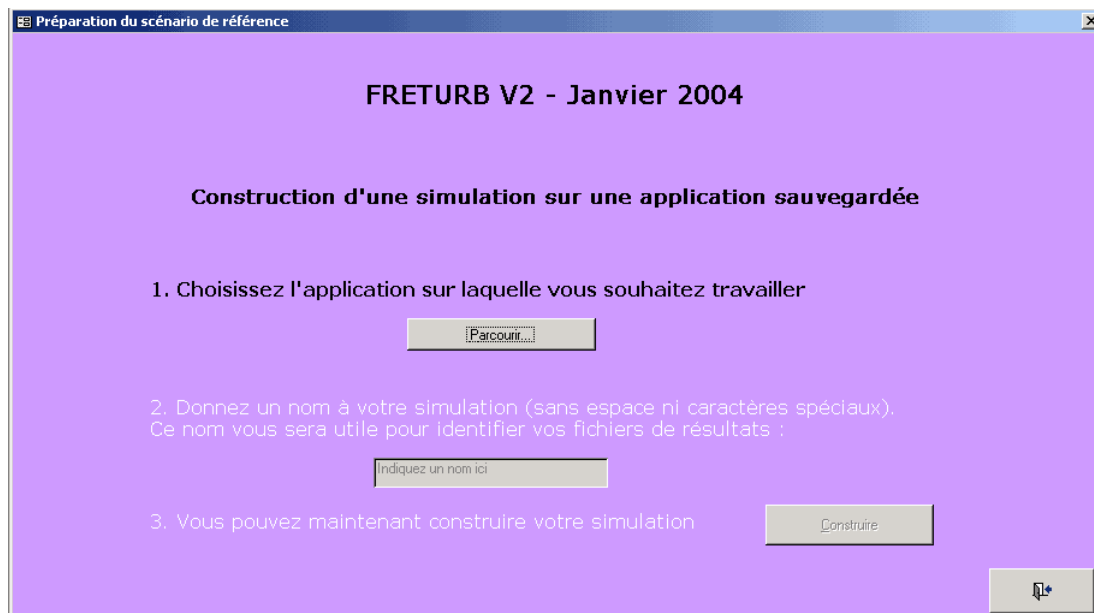 Préparation du scénario de référence
FRETURB V2 - Janvier 2004
Construction d'une simulation sur une application sauvegardée
1. Choisissez l'application sur laquelle vous souhaitez travailler
Parcourir...
2. Donnez un nom à votre simulation (sans espace ni caractères spéciaux).
Ce nom vous sera utile pour identifier vos fichiers de résultats :
Indiquez un nom ici
3. Vous pouvez maintenant construire votre simulation
Construire